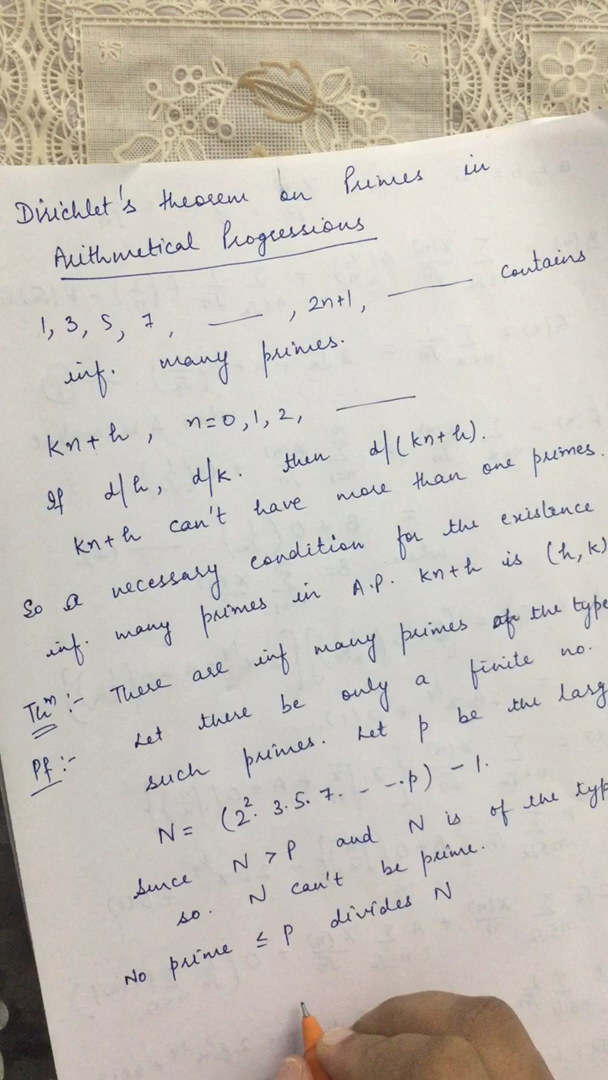 Dirichlet's theorem on Primes in
Arithmetical Progressions
1, 3, 5, 7, —— , 2n+1, —— contains
inf. many primes.
kn+h, n=0,1,2, ——
If d/h, d/k. then d/(kn+h).
kn+h can't have more than one primes.
So a necessary condition for the existence
inf. many primes in A.P. kn+h is (h,k)
Thm :- There are inf many primes of the type
Pf :- Let there be only a finite no.
such primes. Let p be the larg
N = (2².3.5.7. - - -.p) - 1.
Since N > P and N is of the typ
so. N can't be prime.
No prime ≤ P divides N